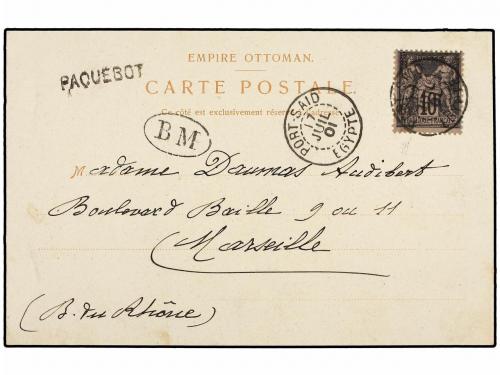 EMPIRE OTTOMAN.
PAQUEBOT
CARTE POSTALE.
Ce côté est exclusivement réservé
BM
PORT-SAID
JUIL
01
EGYPTE
10
Madame Daumas Audibert
Boulevard Baille 9 ou 11
Marseille
(B. du Rhône)